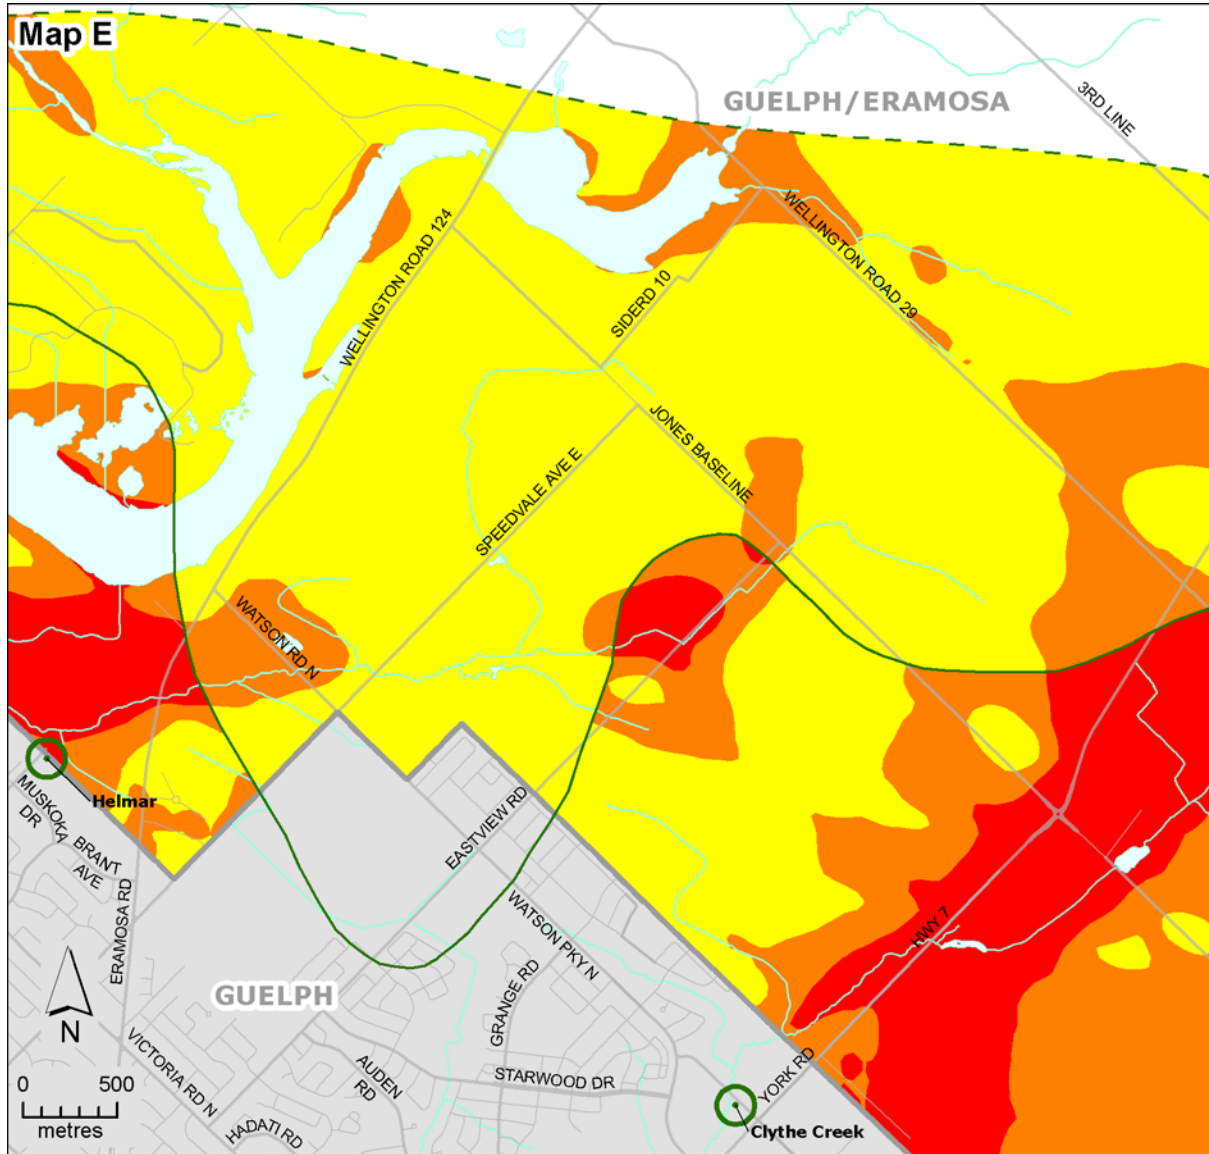 Map E
GUELPH/ERAMOSA
3RD LINE
WELLINGTON ROAD 124
WELLINGTON ROAD 29
SIDERD 10
JONES BASELINE
SPEEDVALE AVE E
WATSON RD N
Helmar
MUSKOKA
DR
BRANT
AVE
ERAMOSA RD
EASTVIEW RD
WATSON PKY N
HWY 7
GUELPH
GRANGE RD
N
VICTORIA RD N
AUDEN
RD
STARWOOD DR
YORK RD
0 500
metres
HADATI RD
Clythe Creek